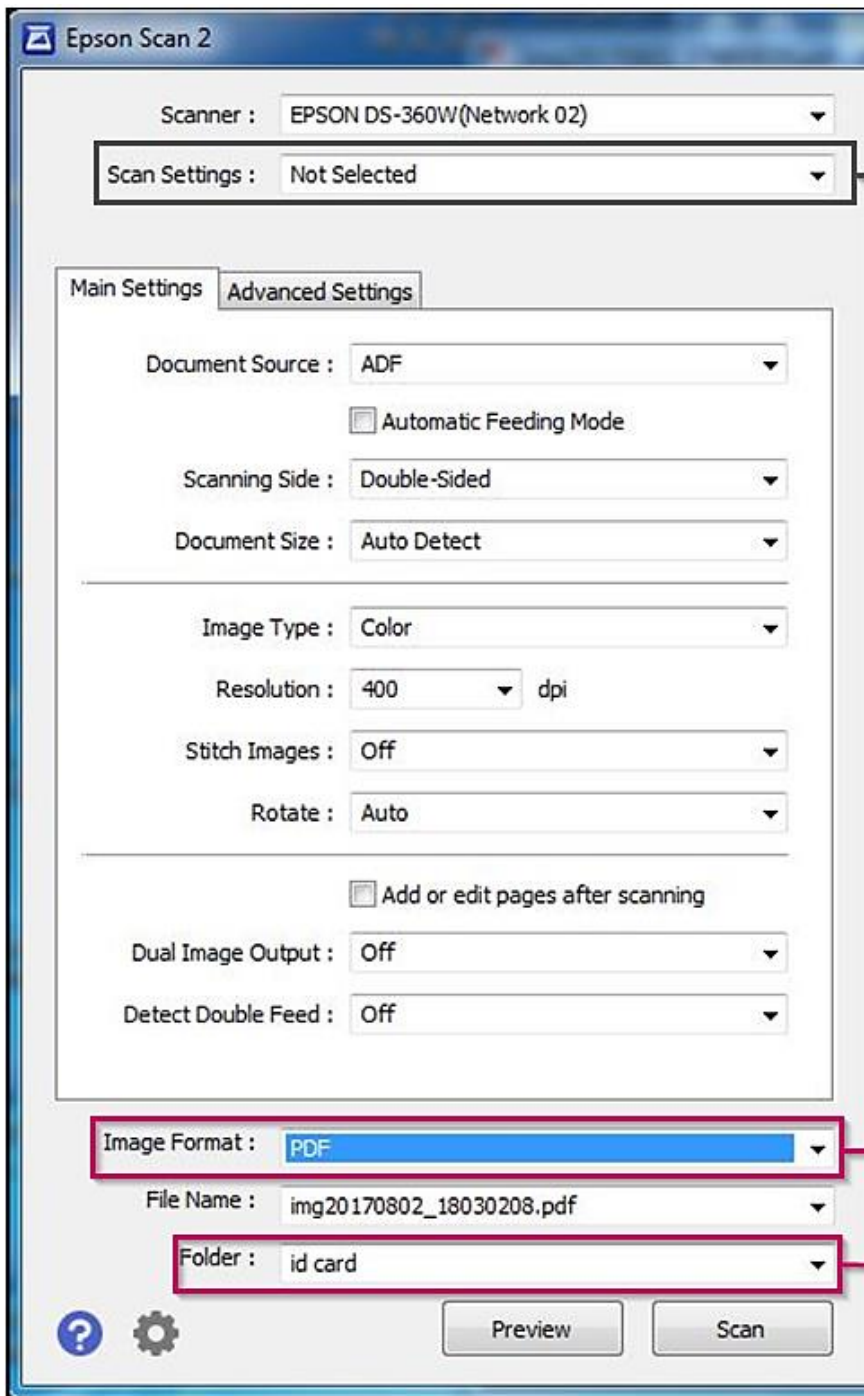 Epson Scan 2
Scanner : EPSON DS-360W(Network 02)
Scan Settings : Not Selected
Main Settings Advanced Settings
Document Source : ADF
Automatic Feeding Mode
Scanning Side : Double-Sided
Document Size : Auto Detect
Image Type : Color
Resolution : 400 dpi
Stitch Images : Off
Rotate : Auto
Add or edit pages after scanning
Dual Image Output : Off
Detect Double Feed : Off
Image Format : PDF
File Name : img20170802_18030208.pdf
Folder : id card
? Preview Scan